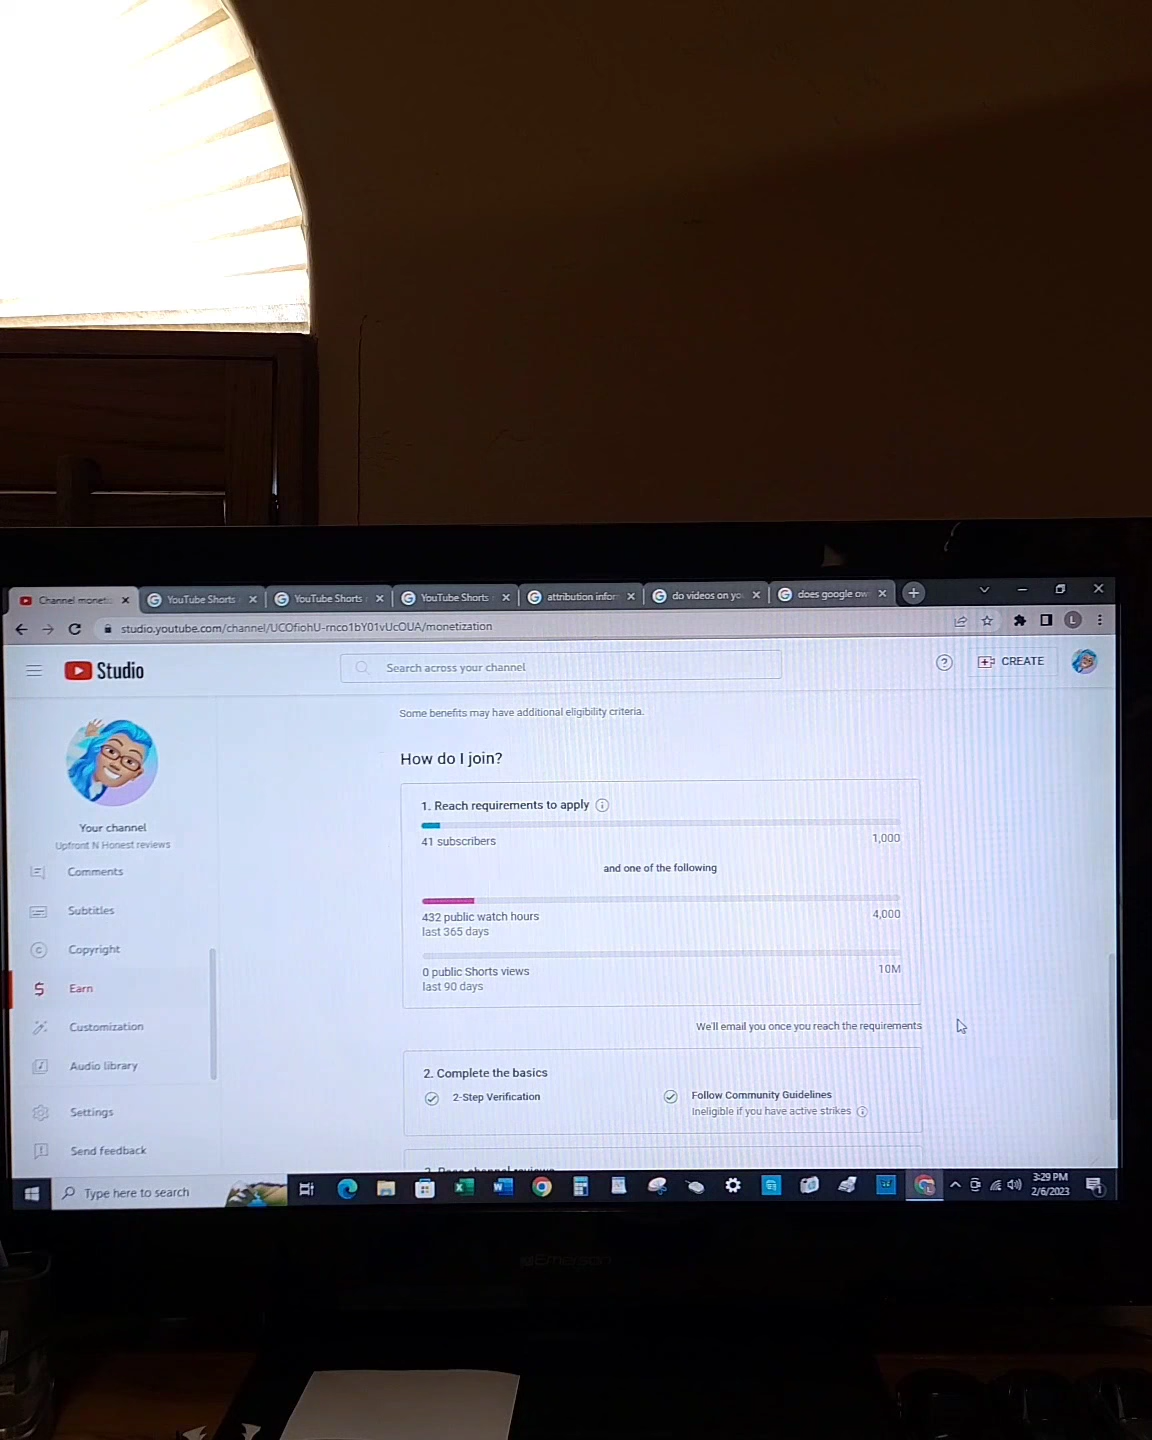 Channel moneti
YouTube Shorts
YouTube Shorts
YouTube Shorts
attribution infor
do videos on yo
does google ow
studio.youtube.com/channel/UCOfiohU-rnco1bY01vUcOUA/monetization
L
Studio
Search across your channel
CREATE
Some benefits may have additional eligibility criteria.
How do I join?
1. Reach requirements to apply
41 subscribers
1,000
and one of the following
432 public watch hours
last 365 days
4,000
0 public Shorts views
last 90 days
10M
We'll email you once you reach the requirements
2. Complete the basics
2-Step Verification
Follow Community Guidelines
Ineligible if you have active strikes
Your channel
Upfront N Honest reviews
Comments
Subtitles
Copyright
Earn
Customization
Audio library
Settings
Send feedback
Type here to search
3:29 PM
2/6/2023
Emerson